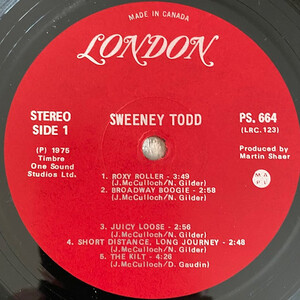 MADE IN CANADA
LONDON
STEREO
SIDE 1
SWEENEY TODD
PS. 664
(LRC. 123)
(P) 1975
Timbre
One Sound
Studios Ltd.
Produced by
Martin Shaer
M A
P L
1. ROXY ROLLER - 3:49
(J.McCulloch/N. Gilder)
2. BROADWAY BOOGIE - 2:58
(J.McCulloch/N. Gilder)
3. JUICY LOOSE - 2:56
(J.McCulloch/N. Gilder)
4. SHORT DISTANCE, LONG JOURNEY - 2:48
(J.McCulloch/N. Gilder)
5. THE KILT - 4:26
(J.McCulloch/D. Gaudin)